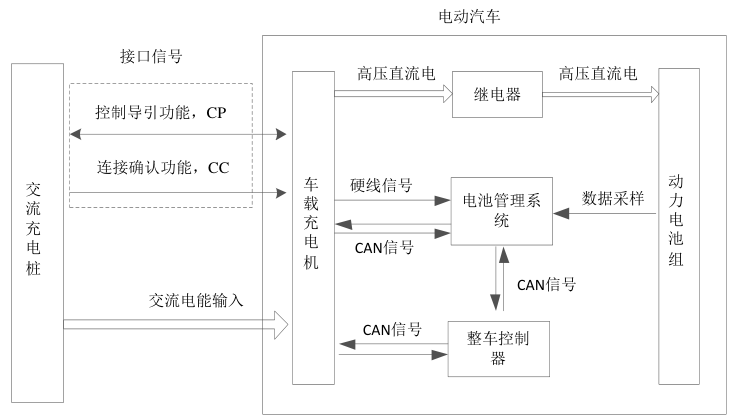 电动汽车
接口信号
高压直流电
高压直流电
继电器
控制导引功能，CP
连接确认功能，CC
交流充电桩
车载充电机
硬线信号
电池管理系
统
数据采样
动力电池组
CAN信号
CAN信号
交流电能输入
CAN信号
整车控制
器